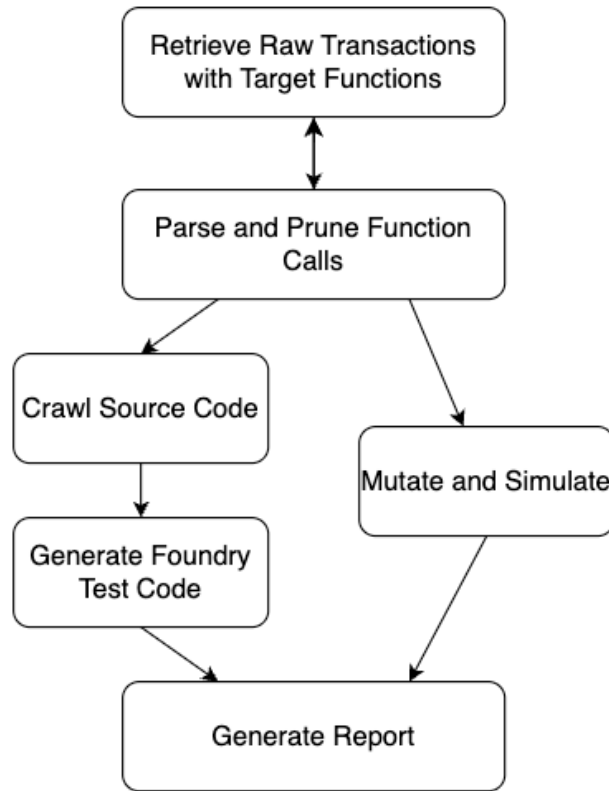 Retrieve Raw Transactions
with Target Functions
Parse and Prune Function
Calls
Crawl Source Code
Mutate and Simulate
Generate Foundry
Test Code
Generate Report